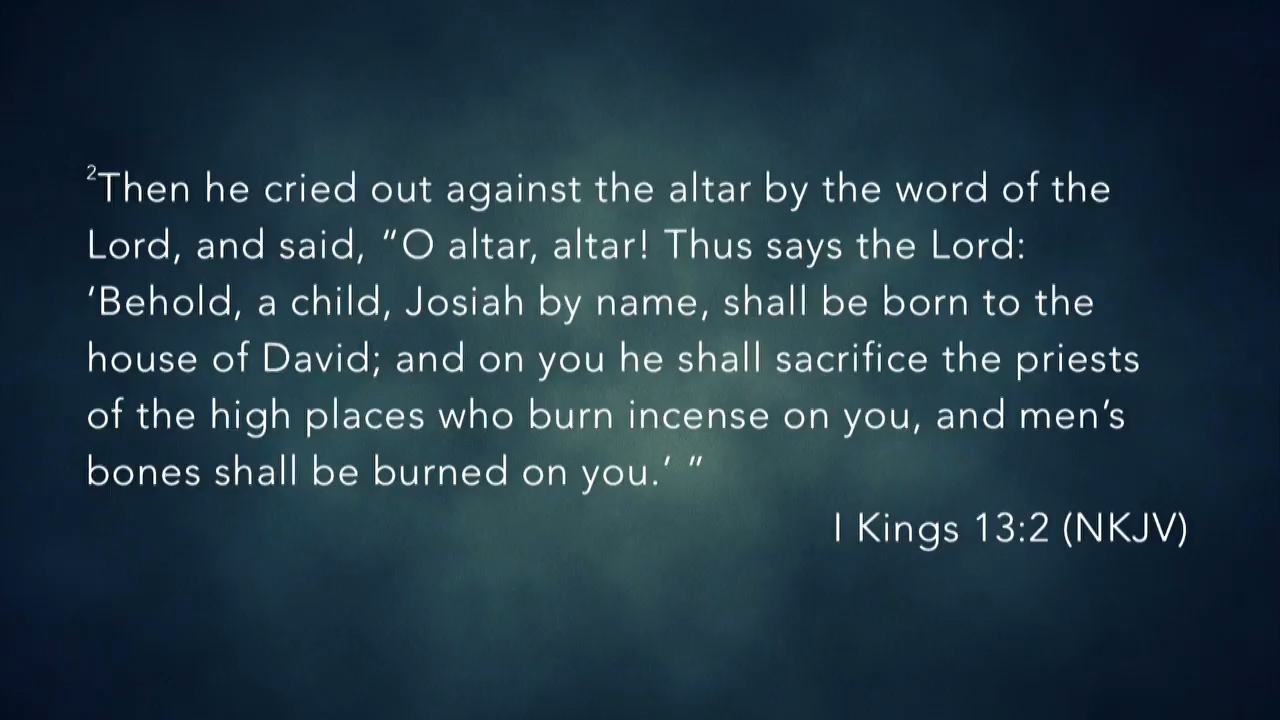 ²Then he cried out against the altar by the word of the
Lord, and said, “O altar, altar! Thus says the Lord:
‘Behold, a child, Josiah by name, shall be born to the
house of David; and on you he shall sacrifice the priests
of the high places who burn incense on you, and men’s
bones shall be burned on you.’ ”
I Kings 13:2 (NKJV)